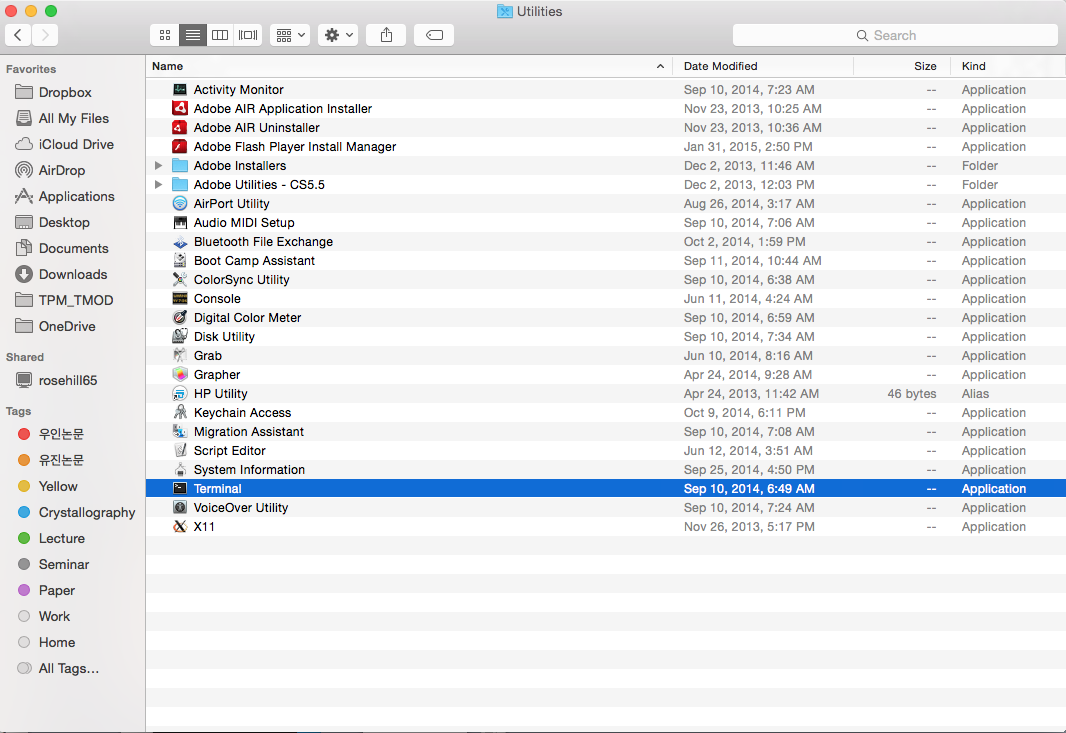 Utilities
Search
Favorites
Dropbox
All My Files
iCloud Drive
AirDrop
Applications
Desktop
Documents
Downloads
TPM_TMOD
OneDrive
Shared
rosehill65
Tags
우인논문
유진논문
Yellow
Crystallography
Lecture
Seminar
Paper
Work
Home
All Tags...
Name Date Modified Size Kind
Activity Monitor Sep 10, 2014, 7:23 AM -- Application
Adobe AIR Application Installer Nov 23, 2013, 10:25 AM -- Application
Adobe AIR Uninstaller Nov 23, 2013, 10:36 AM -- Application
Adobe Flash Player Install Manager Jan 31, 2015, 2:50 PM -- Application
Adobe Installers Dec 2, 2013, 11:46 AM -- Folder
Adobe Utilities - CS5.5 Dec 2, 2013, 12:03 PM -- Folder
AirPort Utility Aug 26, 2014, 3:17 AM -- Application
Audio MIDI Setup Sep 10, 2014, 7:06 AM -- Application
Bluetooth File Exchange Oct 2, 2014, 1:59 PM -- Application
Boot Camp Assistant Sep 11, 2014, 10:44 AM -- Application
ColorSync Utility Sep 10, 2014, 6:38 AM -- Application
Console Jun 11, 2014, 4:24 AM -- Application
Digital Color Meter Sep 10, 2014, 6:59 AM -- Application
Disk Utility Sep 10, 2014, 7:34 AM -- Application
Grab Jun 10, 2014, 8:16 AM -- Application
Grapher Apr 24, 2014, 9:28 AM -- Application
HP Utility Apr 24, 2013, 11:42 AM 46 bytes Alias
Keychain Access Oct 9, 2014, 6:11 PM -- Application
Migration Assistant Sep 10, 2014, 7:08 AM -- Application
Script Editor Jun 12, 2014, 3:51 AM -- Application
System Information Sep 25, 2014, 4:50 PM -- Application
Terminal Sep 10, 2014, 6:49 AM -- Application
VoiceOver Utility Sep 10, 2014, 7:24 AM -- Application
X11 Nov 26, 2013, 5:17 PM -- Application